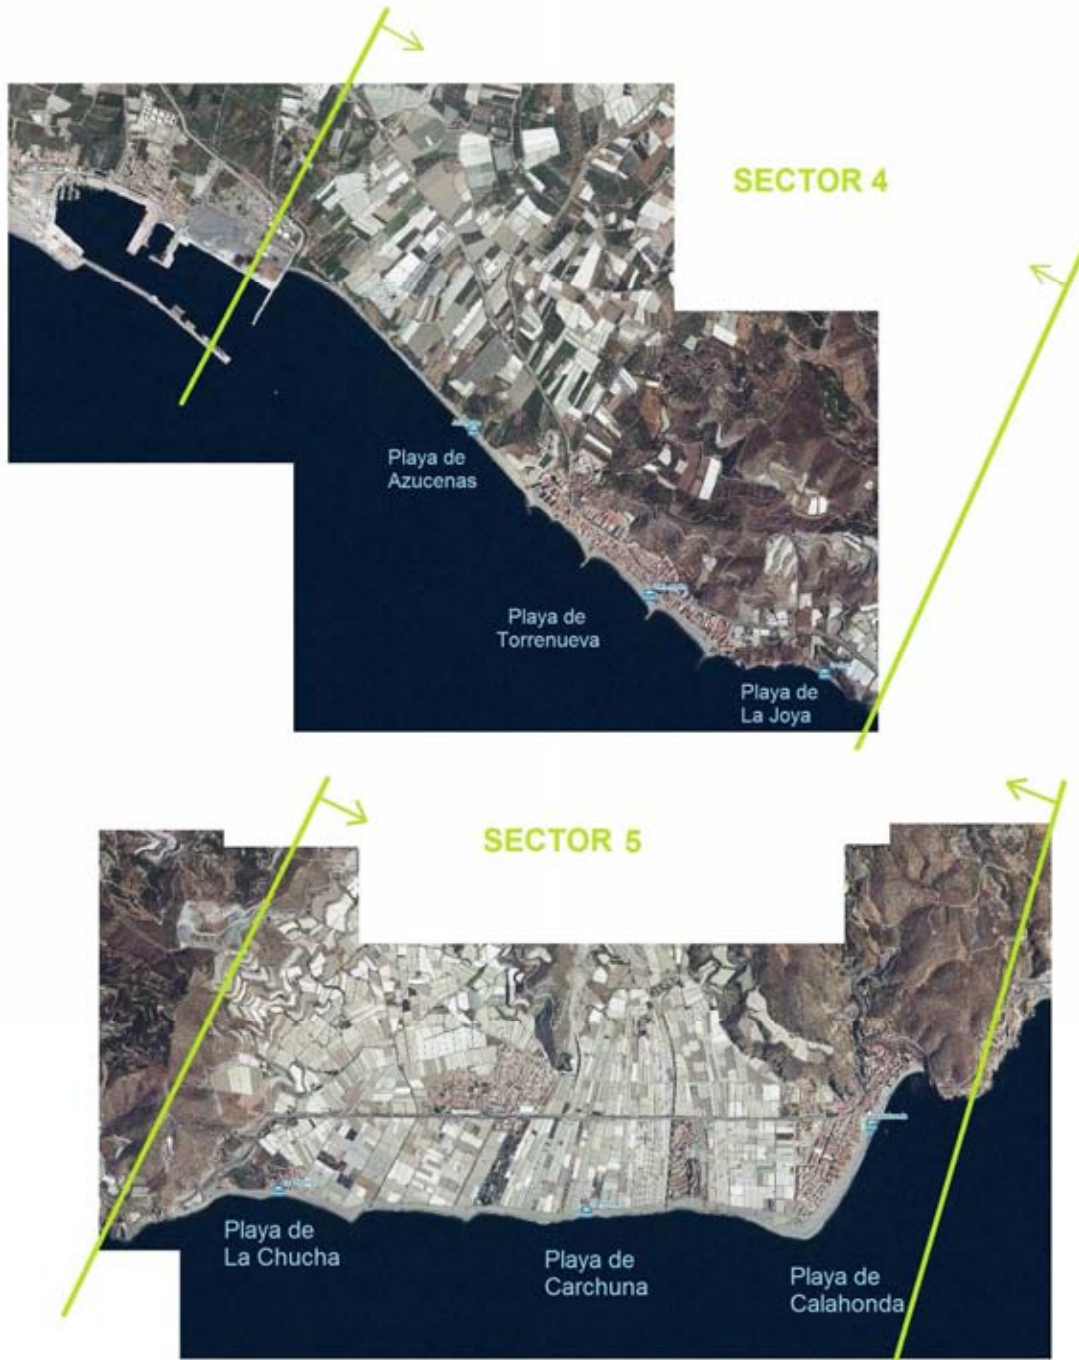 SECTOR 4
Playa de
Azucenas
Playa de
Torrenueva
Playa de
La Joya
SECTOR 5
Playa de
La Chucha
Playa de
Carchuna
Playa de
Calahonda